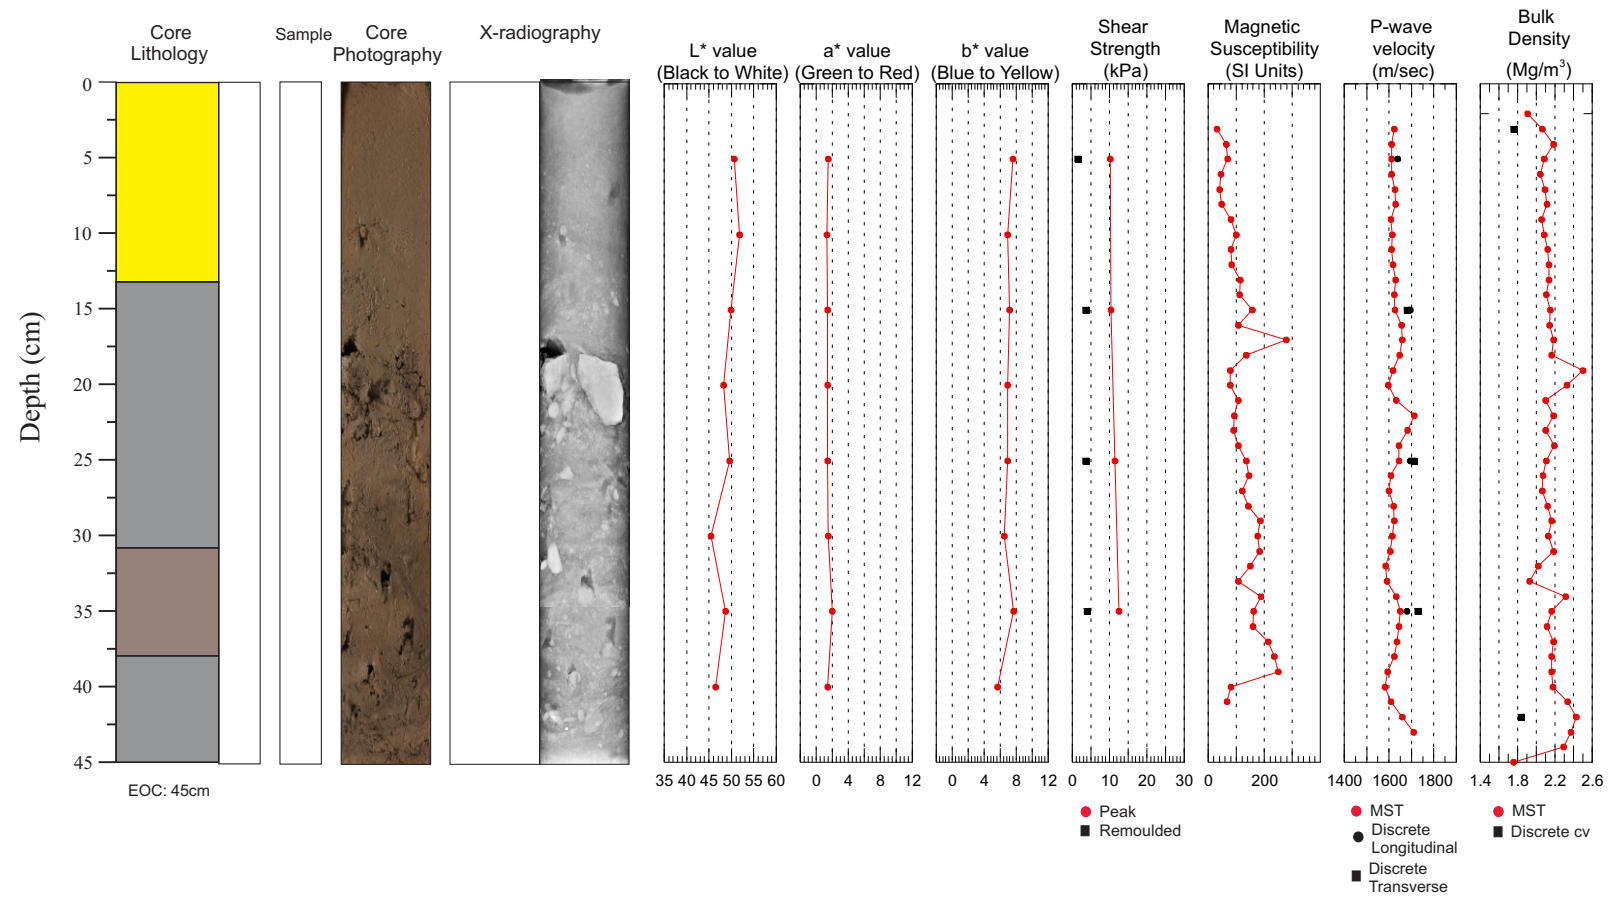 Core
Lithology
Sample
Core
Photography
X-radiography
L* value
(Black to White)
a* value
(Green to Red)
b* value
(Blue to Yellow)
Shear
Strength
(kPa)
Magnetic
Susceptibility
(SI Units)
P-wave
velocity
(m/sec)
Bulk
Density
(Mg/m³)
Depth (cm)
0
5
10
15
20
25
30
35
40
45
EOC: 45cm
35 40 45 50 55 60
0 4 8 12
0 4 8 12
0 10 20 30
0 200
1400 1600 1800
1.4 1.8 2.2 2.6
Peak
Remoulded
MST
Discrete
Longitudinal
Discrete
Transverse
MST
Discrete cv